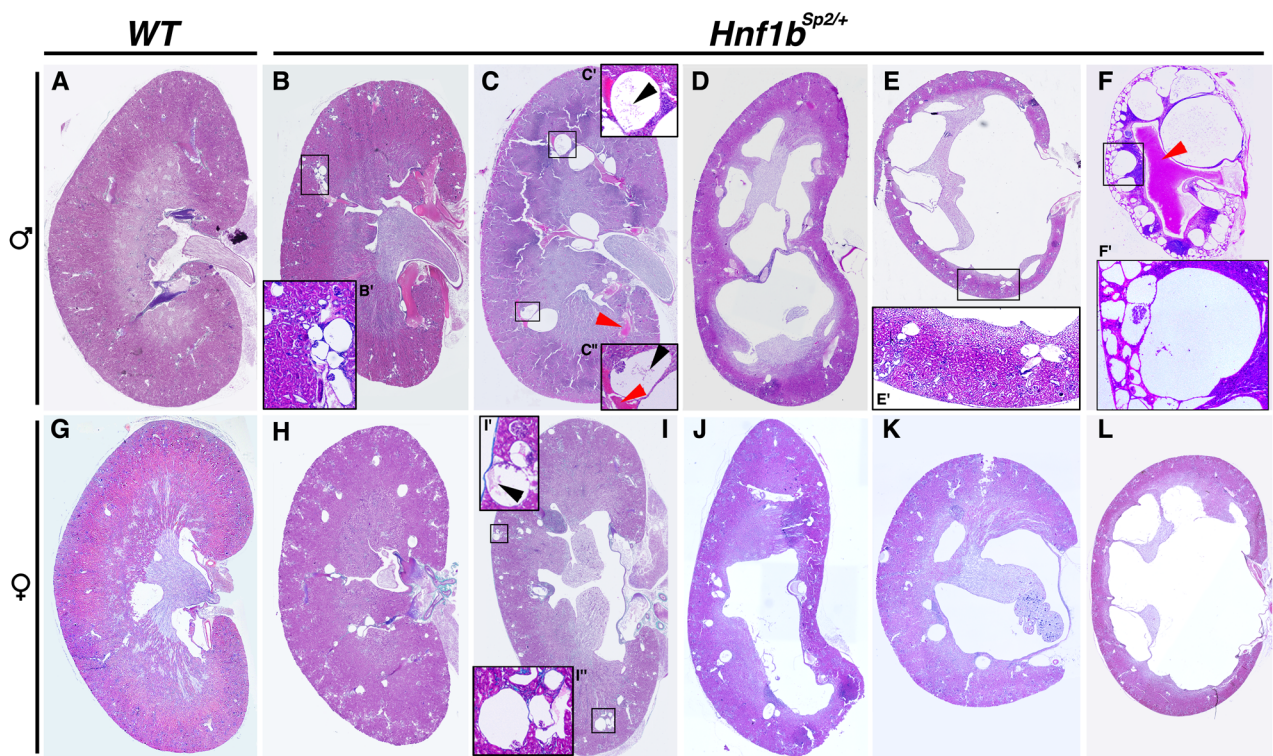 WT
Hnf1b^Sp2/+
♂
A
B
B'
C
C'
C"
D
E
E'
F
F'
♀
G
H
I'
I
I"
J
K
L